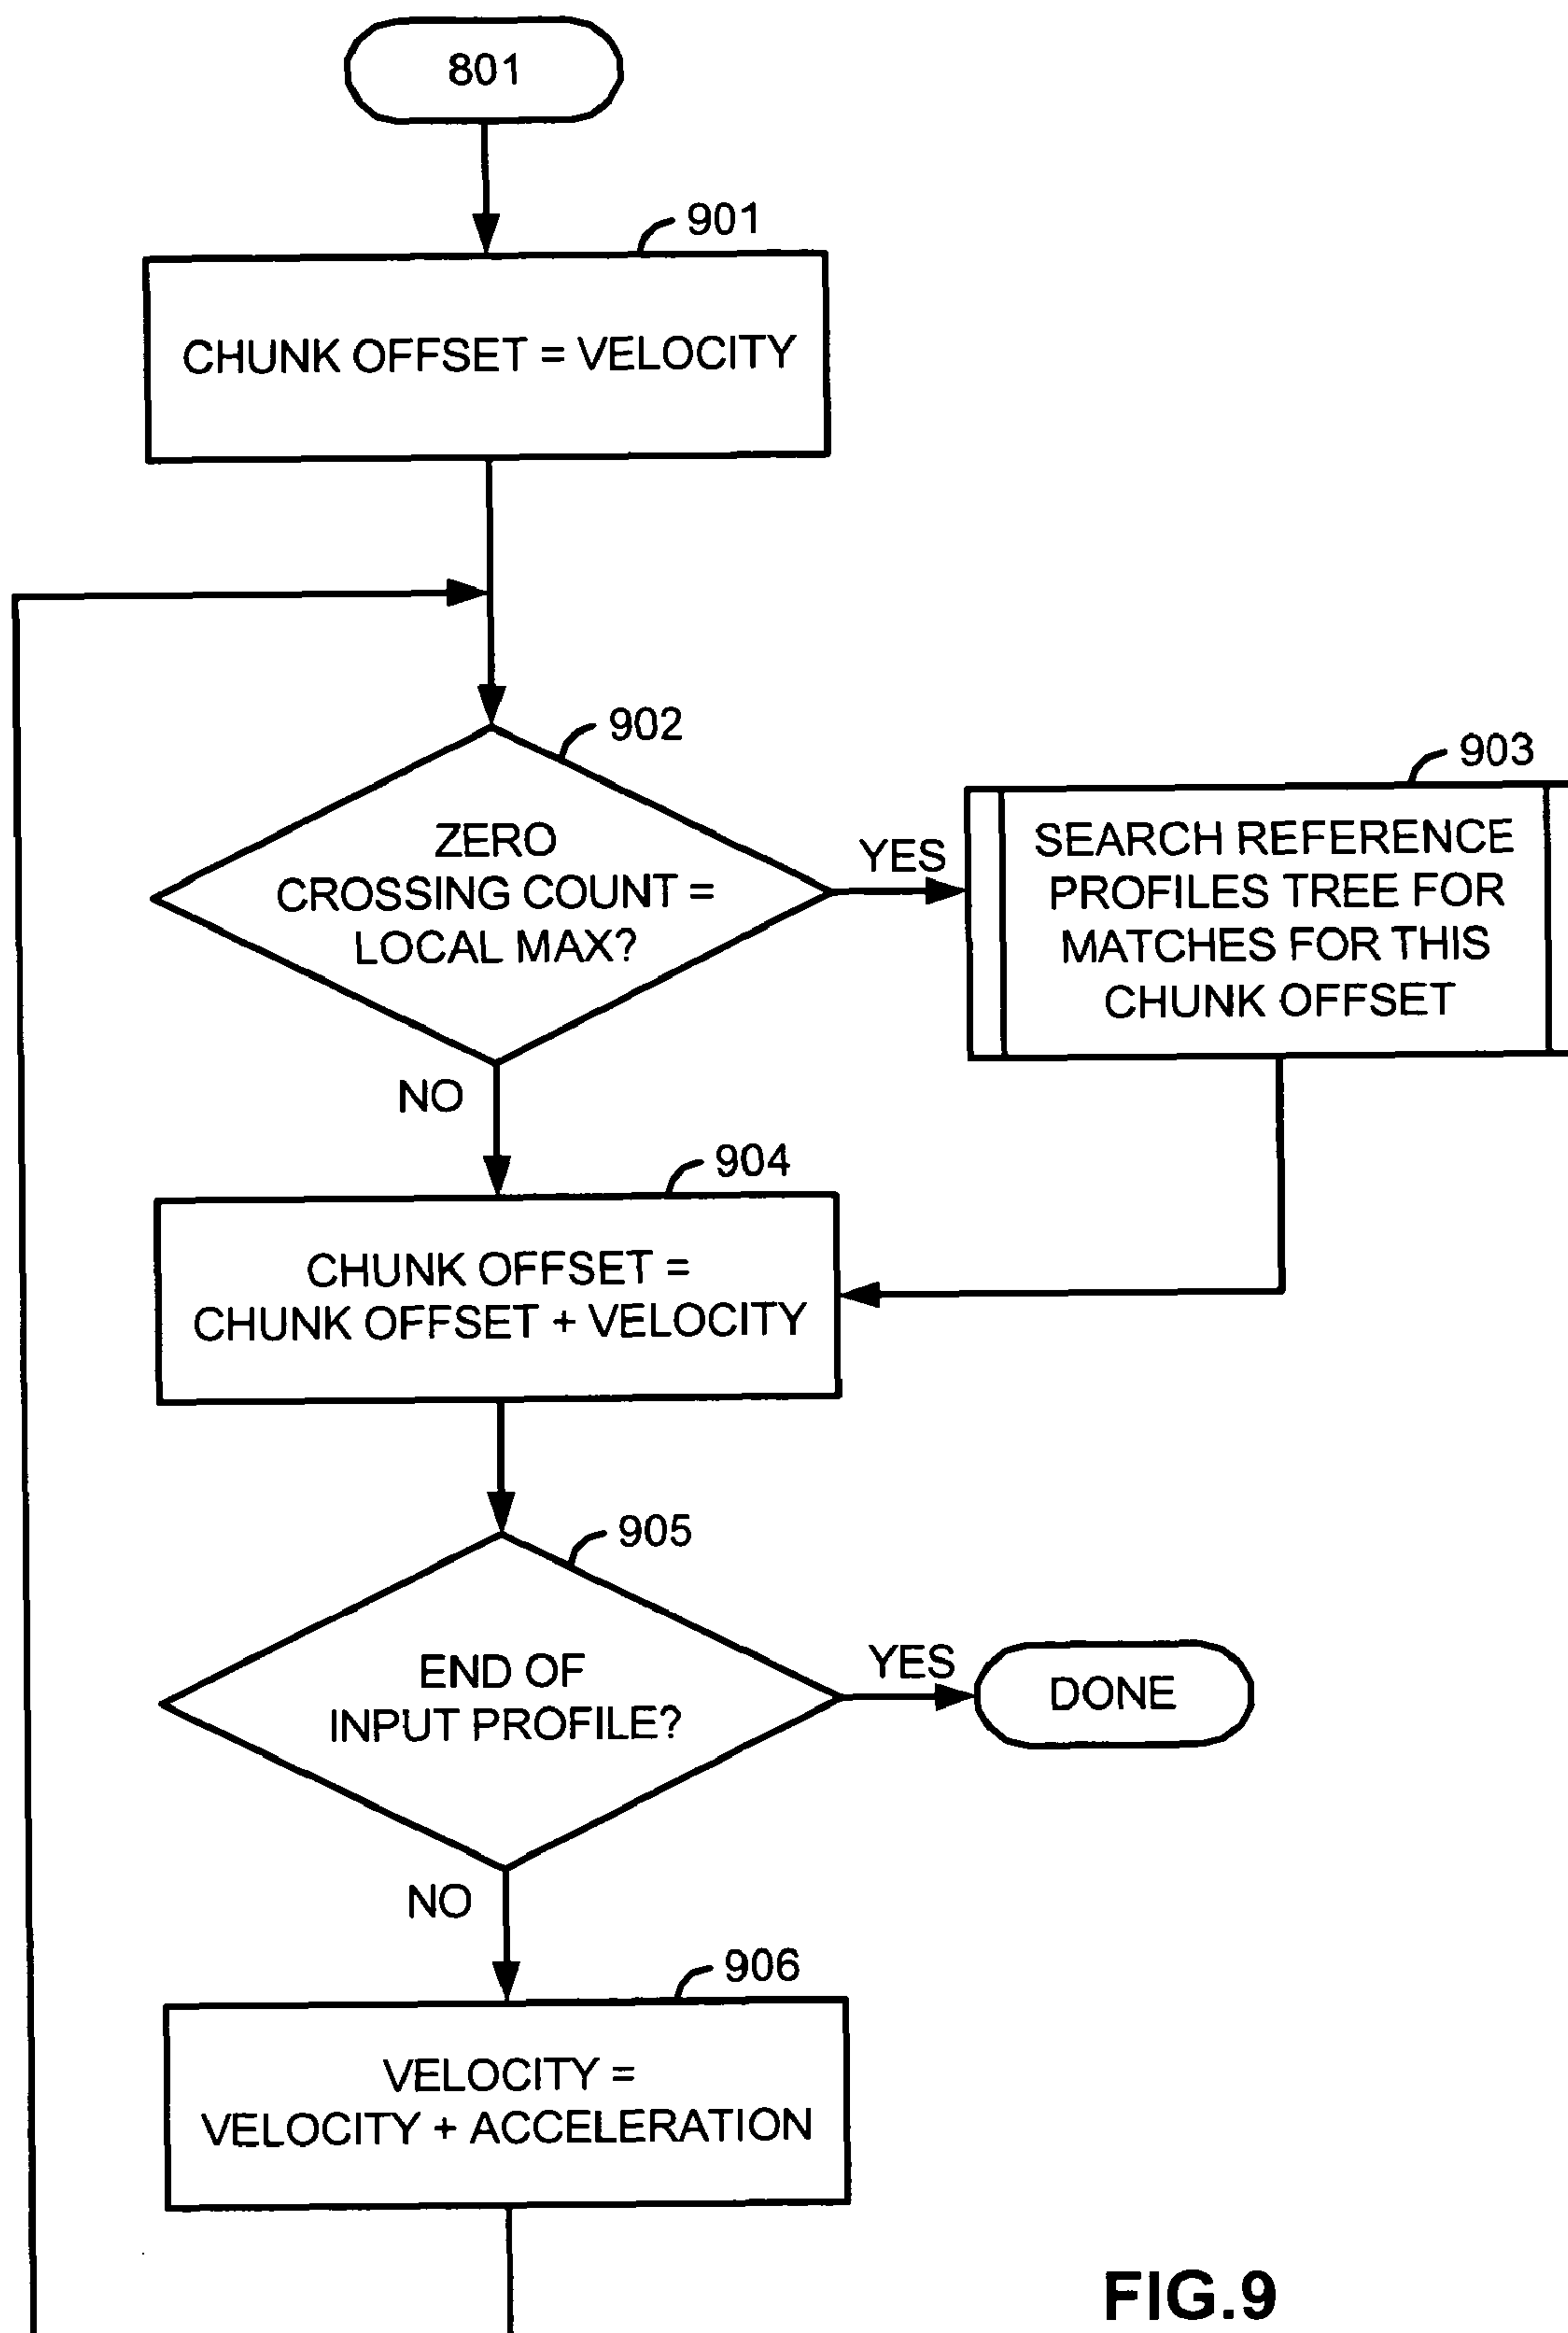 801
901
CHUNK OFFSET = VELOCITY
902
ZERO
CROSSING COUNT =
LOCAL MAX?
YES
903
SEARCH REFERENCE
PROFILES TREE FOR
MATCHES FOR THIS
CHUNK OFFSET
NO
904
CHUNK OFFSET =
CHUNK OFFSET + VELOCITY
905
END OF
INPUT PROFILE?
YES
DONE
NO
906
VELOCITY =
VELOCITY + ACCELERATION
FIG.9